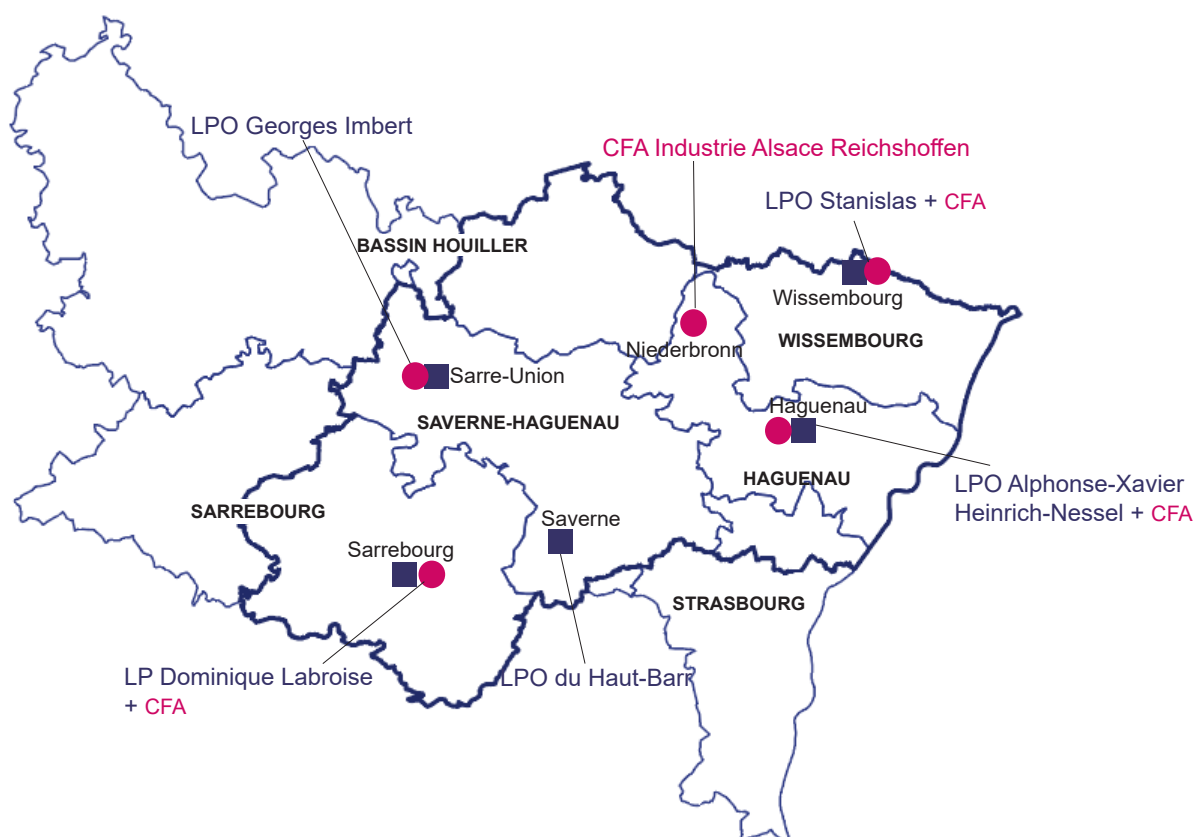 LPO Georges Imbert
CFA Industrie Alsace Reichshoffen
LPO Stanislas + CFA
BASSIN HOUILLER
Wissembourg
WISSEMBOURG
Niederbronn
Sarre-Union
Haguenau
SAVERNE-HAGUENAU
HAGUENAU
LPO Alphonse-Xavier
Heinrich-Nessel + CFA
SARREBOURG
Saverne
Sarrebourg
STRASBOURG
LP Dominique Labroise
+ CFA
LPO du Haut-Barr